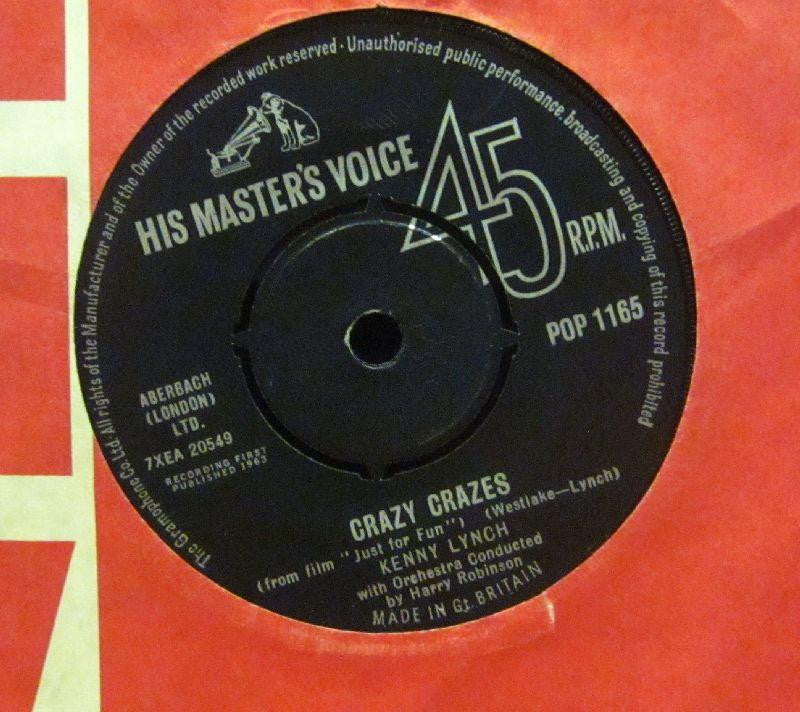 The Gramophone Co. Ltd. All rights of the Manufacturer and of the Owner of the recorded work reserved · Unauthorised public performance, broadcasting and copying of this record prohibited
HIS MASTER'S VOICE
45 R.P.M.
POP 1165
ABERBACH
(LONDON)
LTD.
7XEA 20549
RECORDING FIRST
PUBLISHED 1963
CRAZY CRAZES
(from film "Just for Fun") (Westlake—Lynch)
KENNY LYNCH
with Orchestra Conducted
by Harry Robinson
MADE IN Gt. BRITAIN